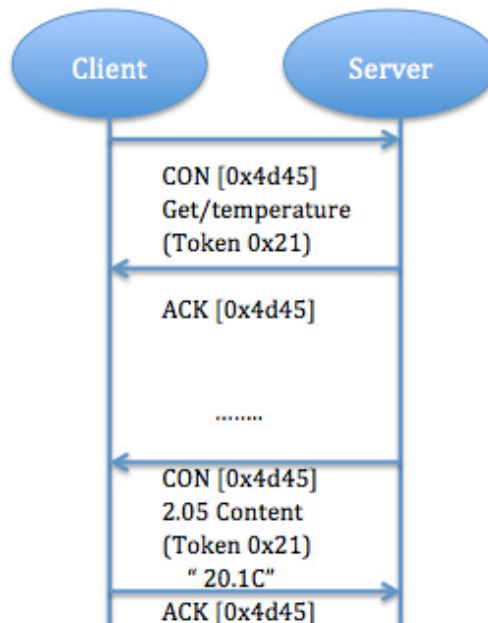 Client
Server
CON [0x4d45]
Get/temperature
(Token 0x21)
ACK [0x4d45]
........
CON [0x4d45]
2.05 Content
(Token 0x21)
“ 20.1C”
ACK [0x4d45]